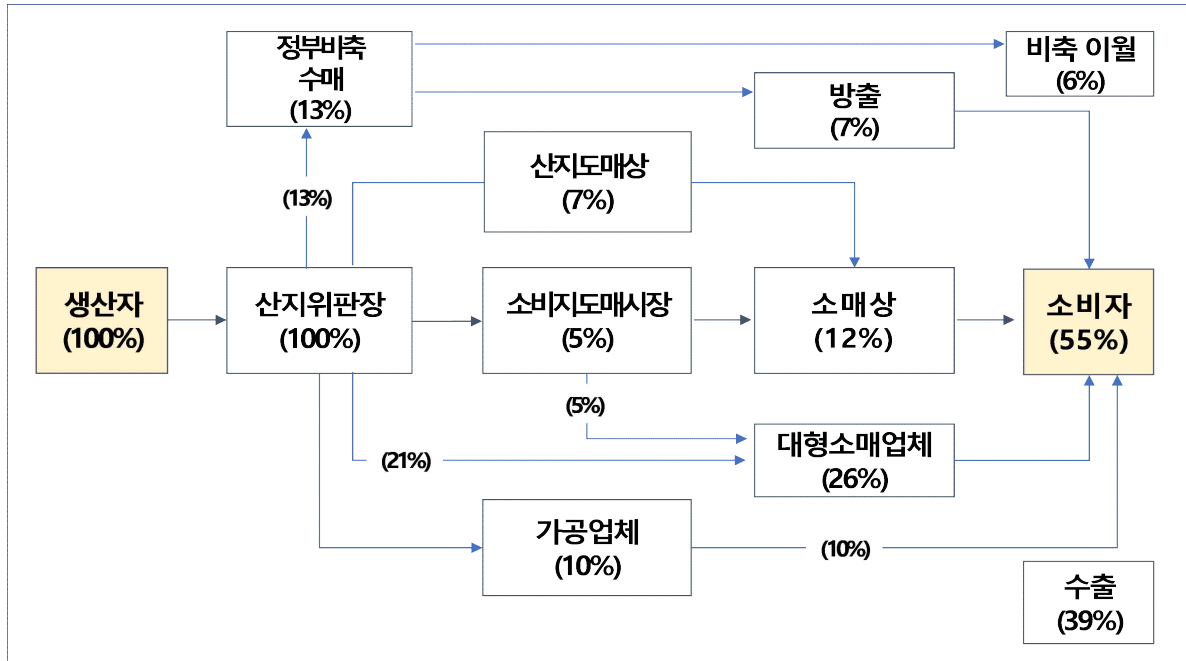 정부비축
수매
(13%)
비축 이월
(6%)
방출
(7%)
산지도매상
(7%)
(13%)
생산자
(100%)
산지위판장
(100%)
소비지도매시장
(5%)
소매상
(12%)
소비자
(55%)
(5%)
(21%)
대형소매업체
(26%)
가공업체
(10%)
(10%)
수출
(39%)